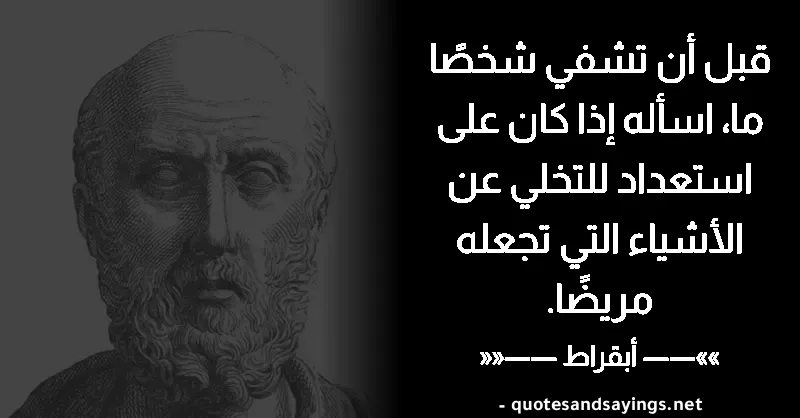 قبل أن تشفي شخصًا
ما، اسأله إذا كان على
استعداد للتخلي عن
الأشياء التي تجعله
مريضًا.
»»—— أبقراط ——««
- quotesandsayings.net